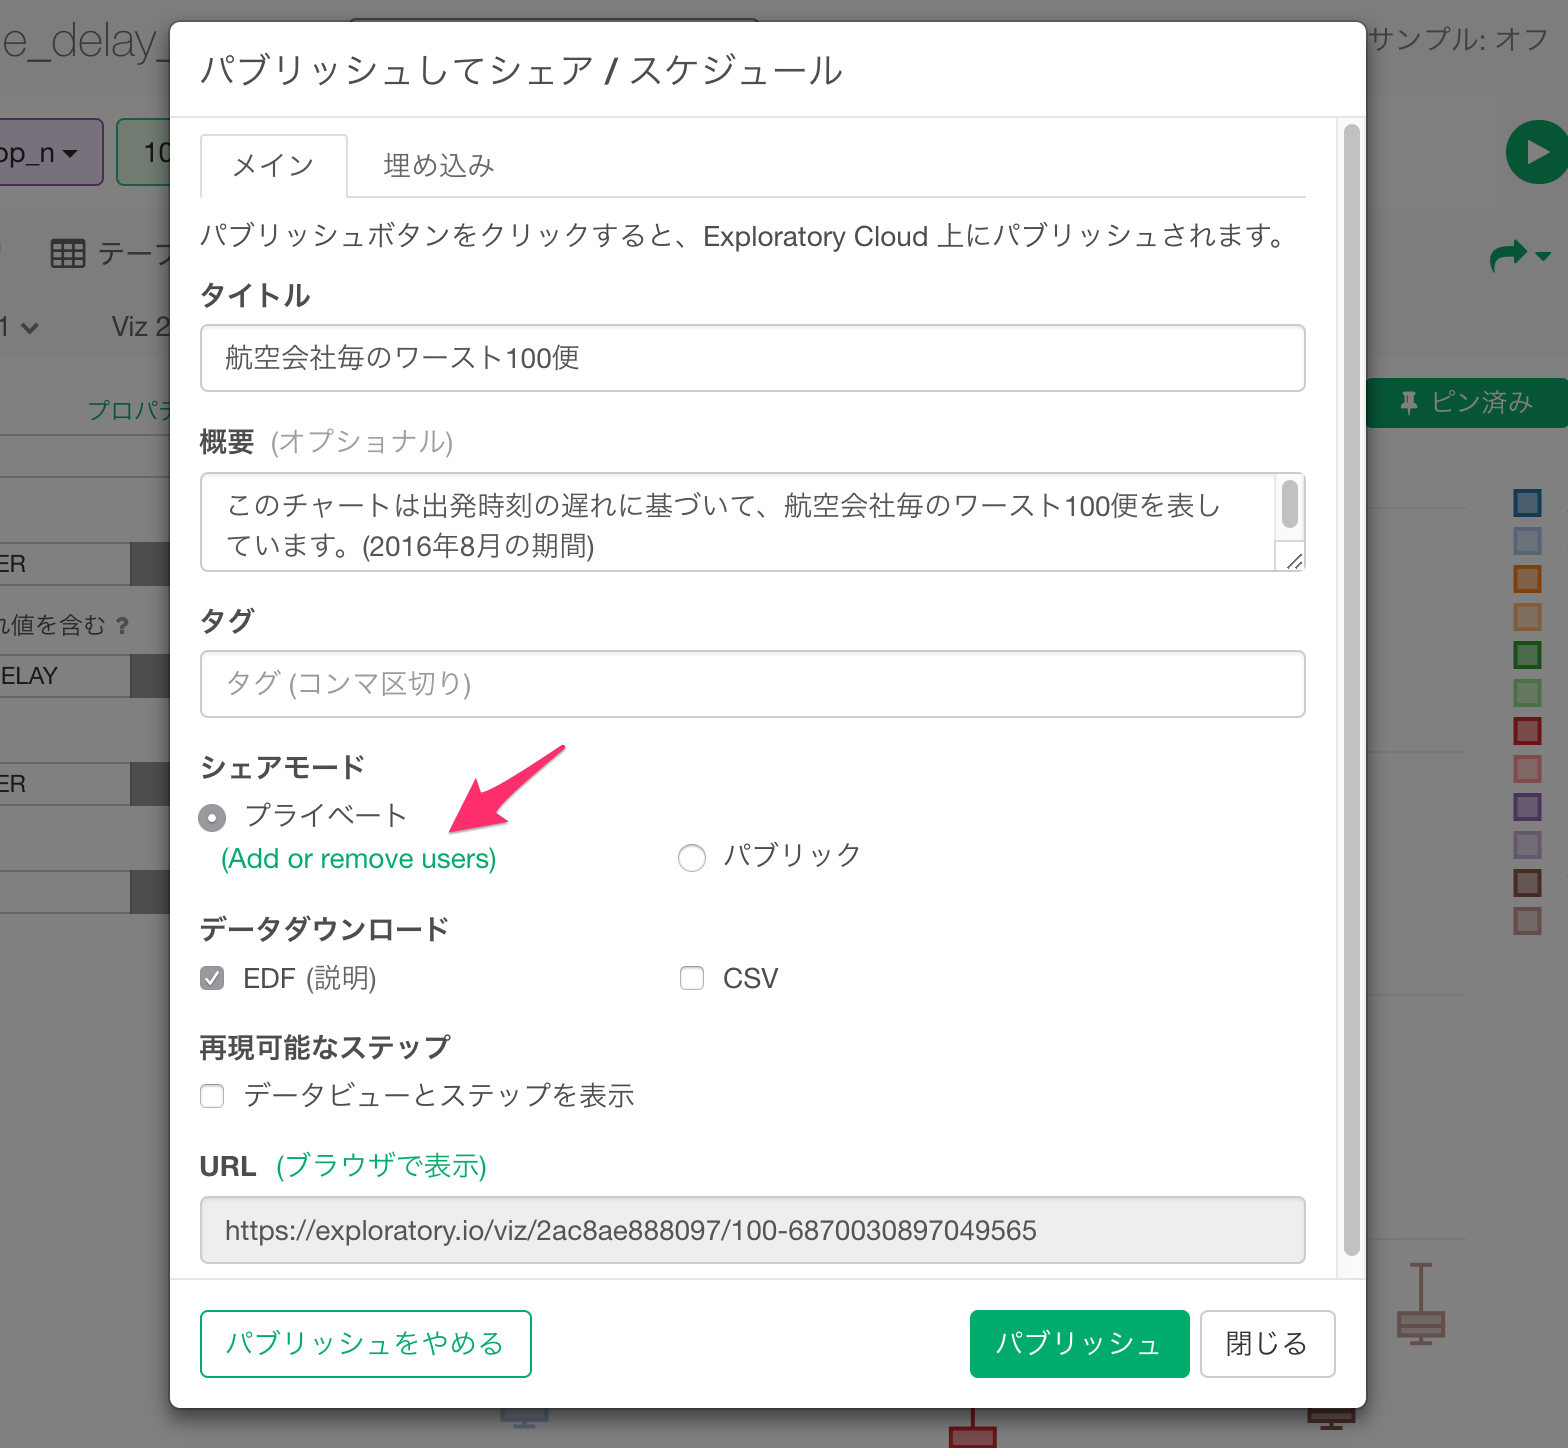 e_delay_
サンプル: オフ
パブリッシュしてシェア / スケジュール
op_n
10
メイン
埋め込み
パブリッシュボタンをクリックすると、Exploratory Cloud 上にパブリッシュされます。
テーブ
タイトル
1
Viz 2
航空会社毎のワースト100便
プロパテ
ピン済み
概要 (オプショナル)
このチャートは出発時刻の遅れに基づいて、航空会社毎のワースト100便を表し
ています。(2016年8月の期間)
ER
タグ
れ値を含む ?
ELAY
タグ (コンマ区切り)
シェアモード
ER
プライベート
(Add or remove users)
パブリック
データダウンロード
EDF (説明)
CSV
再現可能なステップ
データビューとステップを表示
URL (ブラウザで表示)
https://exploratory.io/viz/2ac8ae888097/100-6870030897049565
パブリッシュをやめる
パブリッシュ
閉じる